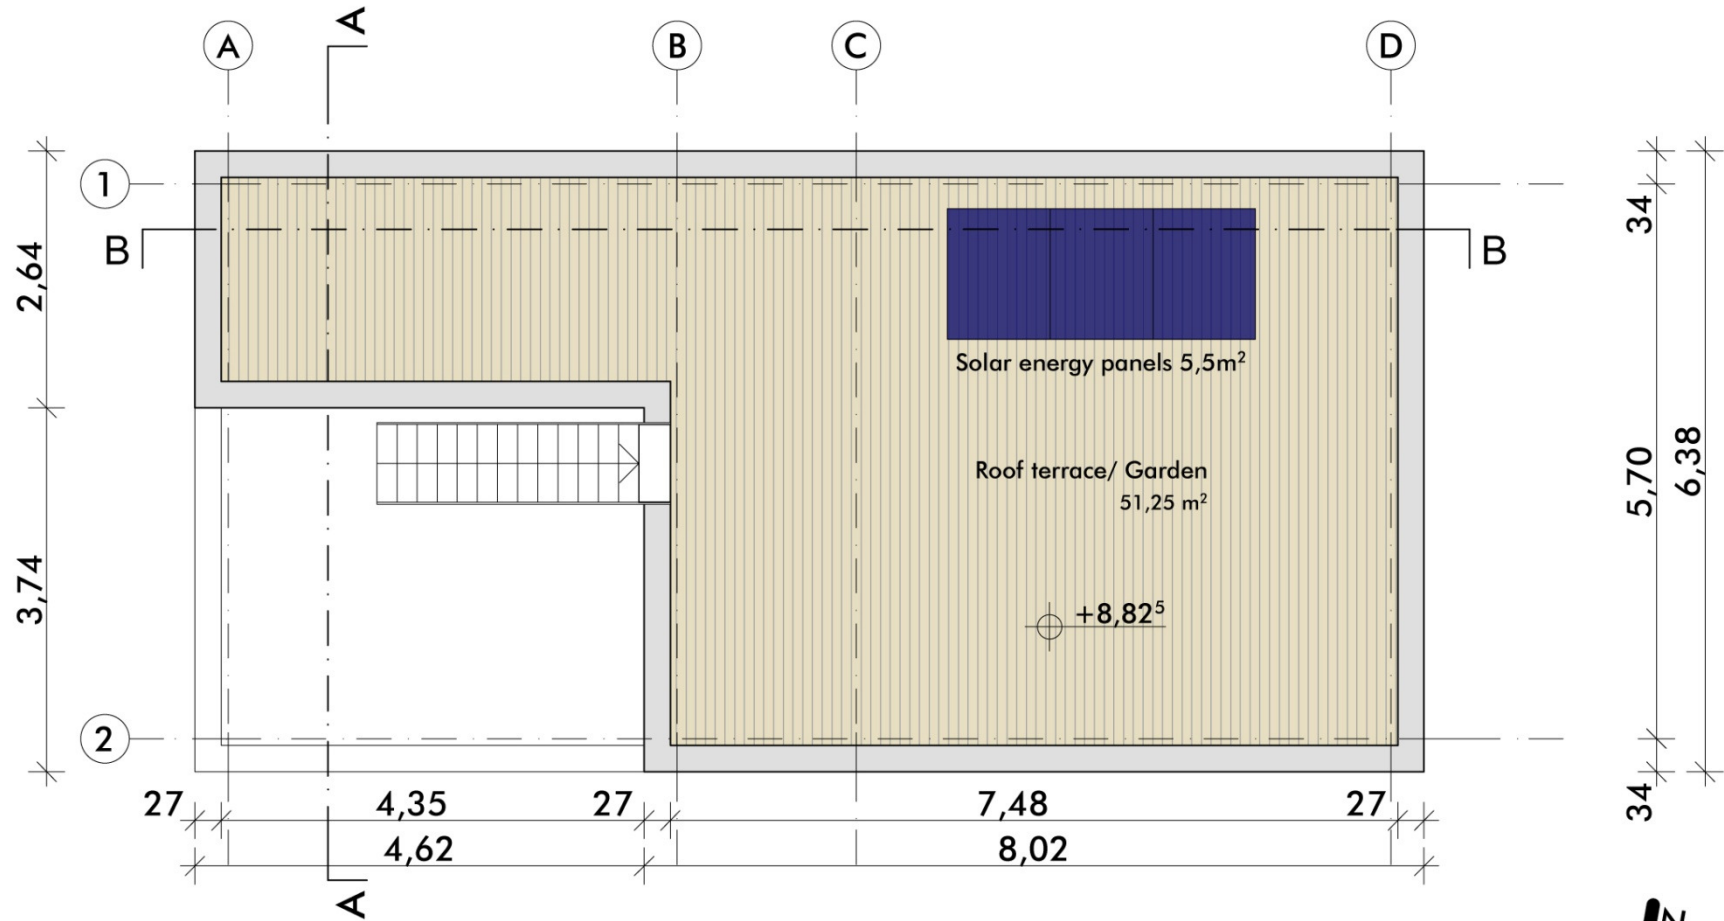 A
A
B
C
D
1
34
B
B
2,64
Solar energy panels 5,5m²
Roof terrace/ Garden
51,25 m²
5,70
6,38
+8,82⁵
3,74
2
27
4,35
27
7,48
27
34
4,62
8,02
A
N